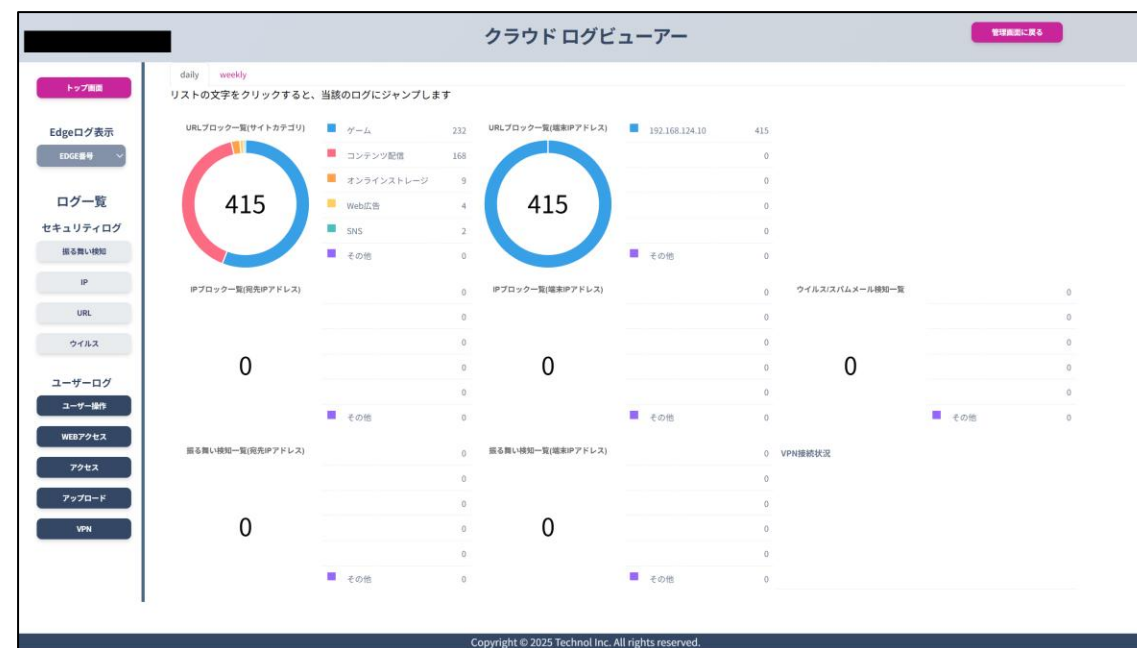 クラウド ログビューアー
管理画面に戻る
トップ画面
Edgeログ表示
EDGE番号
ログ一覧
セキュリティログ
振る舞い検知
IP
URL
ウイルス
ユーザーログ
ユーザー操作
WEBアクセス
アクセス
アップロード
VPN
daily weekly
リストの文字をクリックすると、当該のログにジャンプします
URLブロック一覧(サイトカテゴリ)
415
ゲーム 232
コンテンツ配信 168
オンラインストレージ 9
Web広告 4
SNS 2
その他 0
URLブロック一覧(端末IPアドレス)
415
192.168.124.10 415
0
0
0
0
その他 0
IPブロック一覧(宛先IPアドレス)
0
0
0
0
0
0
その他 0
IPブロック一覧(端末IPアドレス)
0
0
0
0
0
0
その他 0
ウイルス/スパムメール検知一覧
0
0
0
0
0
0
その他 0
振る舞い検知一覧(宛先IPアドレス)
0
0
0
0
0
0
その他 0
振る舞い検知一覧(端末IPアドレス)
0
0
0
0
0
0
その他 0
VPN接続状況
Copyright © 2025 Technol Inc. All rights reserved.